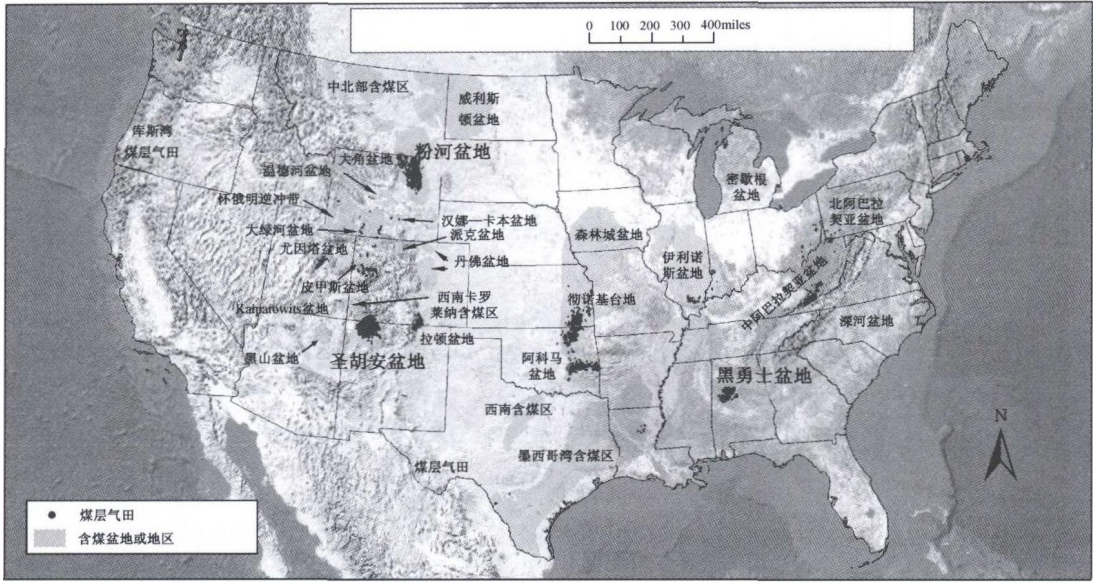 0 100 200 300 400miles
中北部含煤区
威利斯
顿盆地
库斯湾
煤层气田
大角盆地
粉河盆地
温德河盆地
密歇根
盆地
怀俄明逆冲带
北阿巴拉
契亚盆地
汉娜—卡本盆地
大绿河盆地
派克盆地
森林城盆地
尤因塔盆地
丹佛盆地
伊利诺
斯盆地
皮甲斯盆地
中阿巴拉契亚盆地
西南卡罗
莱纳含煤区
彻诺基台地
Kaiparowits盆地
深河盆地
拉顿盆地
黑山盆地
圣胡安盆地
阿科马
盆地
黑勇士盆地
西南含煤区
N
墨西哥湾含煤区
煤层气田
煤层气田
含煤盆地或地区